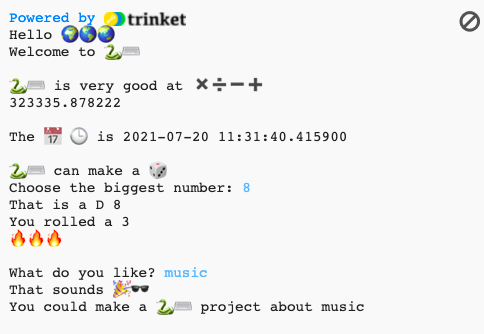 Powered by trinket
Hello 🌍🌎🌏
Welcome to 🐍⌨️
🐍⌨️ is very good at ✖️➗➖➕
323335.878222
The 📅 🕒 is 2021-07-20 11:31:40.415900
🐍⌨️ can make a 🎲
Choose the biggest number: 8
That is a D 8
You rolled a 3
🔥🔥🔥
What do you like? music
That sounds 🎉🕶️
You could make a 🐍⌨️ project about music